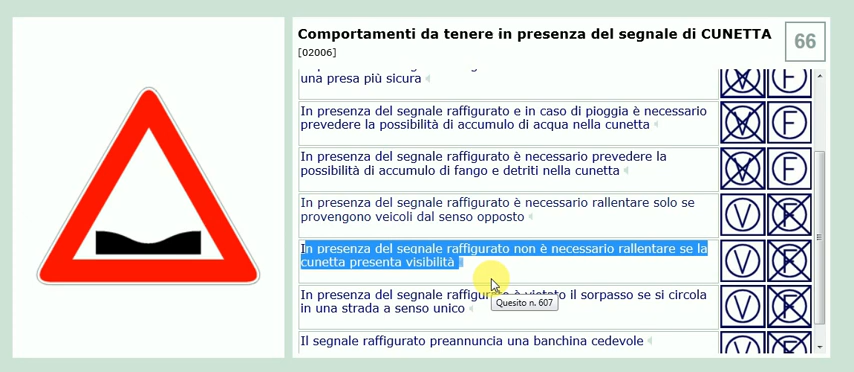 Comportamenti da tenere in presenza del segnale di CUNETTA
66
[02006]
una presa più sicura
V F
In presenza del segnale raffigurato e in caso di pioggia è necessario
prevedere la possibilità di accumulo di acqua nella cunetta
V F
In presenza del segnale raffigurato è necessario prevedere la
possibilità di accumulo di fango e detriti nella cunetta
V F
In presenza del segnale raffigurato è necessario rallentare solo se
provengono veicoli dal senso opposto
V F
In presenza del segnale raffigurato non è necessario rallentare se la
cunetta presenta visibilità
V F
In presenza del segnale raffigurato è vietato il sorpasso se si circola
in una strada a senso unico
V F
Quesito n. 607
Il segnale raffigurato preannuncia una banchina cedevole
V F